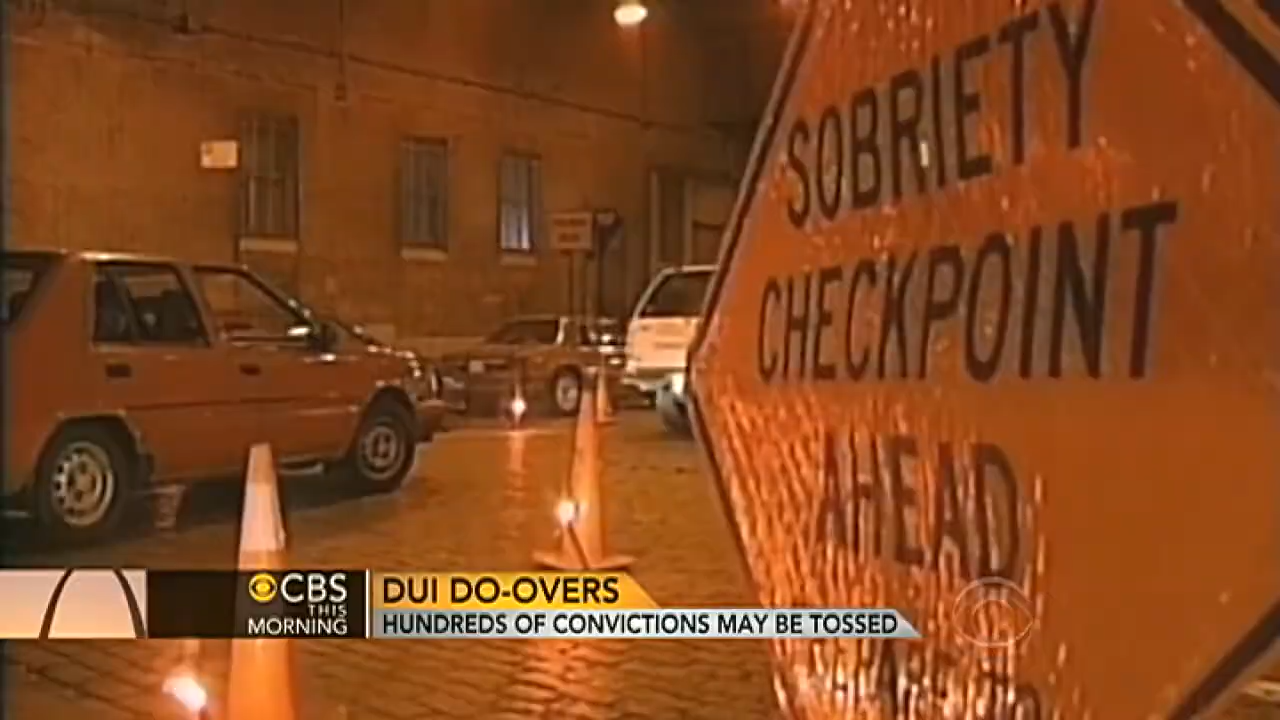 SOBRIETY
CHECKPOINT
AHEAD
CBS
THIS
MORNING
DUI DO-OVERS
HUNDREDS OF CONVICTIONS MAY BE TOSSED